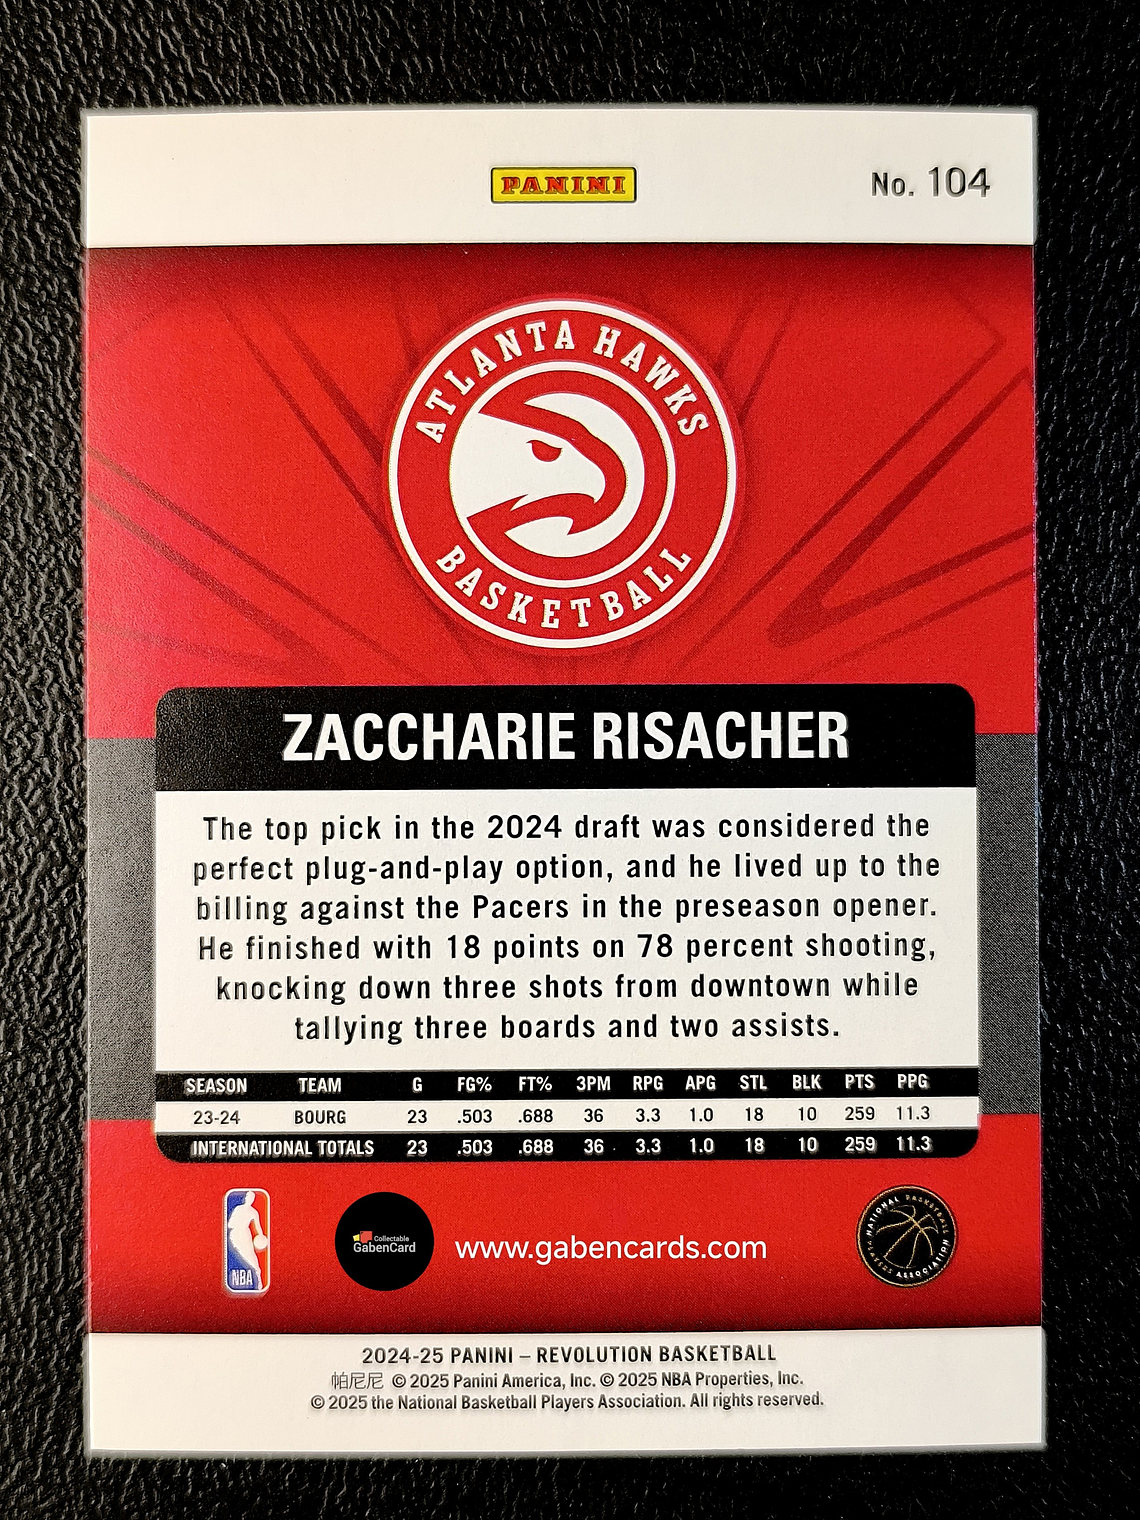 PANINI
No. 104
ATLANTA HAWKS
BASKETBALL
ZACCHARIE RISACHER
The top pick in the 2024 draft was considered the
perfect plug-and-play option, and he lived up to the
billing against the Pacers in the preseason opener.
He finished with 18 points on 78 percent shooting,
knocking down three shots from downtown while
tallying three boards and two assists.
SEASON TEAM G FG% FT% 3PM RPG APG STL BLK PTS PPG
23-24 BOURG 23 .503 .688 36 3.3 1.0 18 10 259 11.3
INTERNATIONAL TOTALS 23 .503 .688 36 3.3 1.0 18 10 259 11.3
NBA
Collectable
GabenCard
www.gabencards.com
NATIONAL BASKETBALL
PLAYERS ASSOCIATION
2024-25 PANINI – REVOLUTION BASKETBALL
帕尼尼 © 2025 Panini America, Inc. © 2025 NBA Properties, Inc.
© 2025 the National Basketball Players Association. All rights reserved.